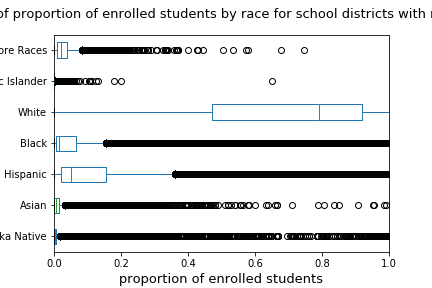 of proportion of enrolled students by race for school districts with
ore Races
c Islander
White
Black
Hispanic
Asian
ka Native
0.0 0.2 0.4 0.6 0.8 1.0
proportion of enrolled students